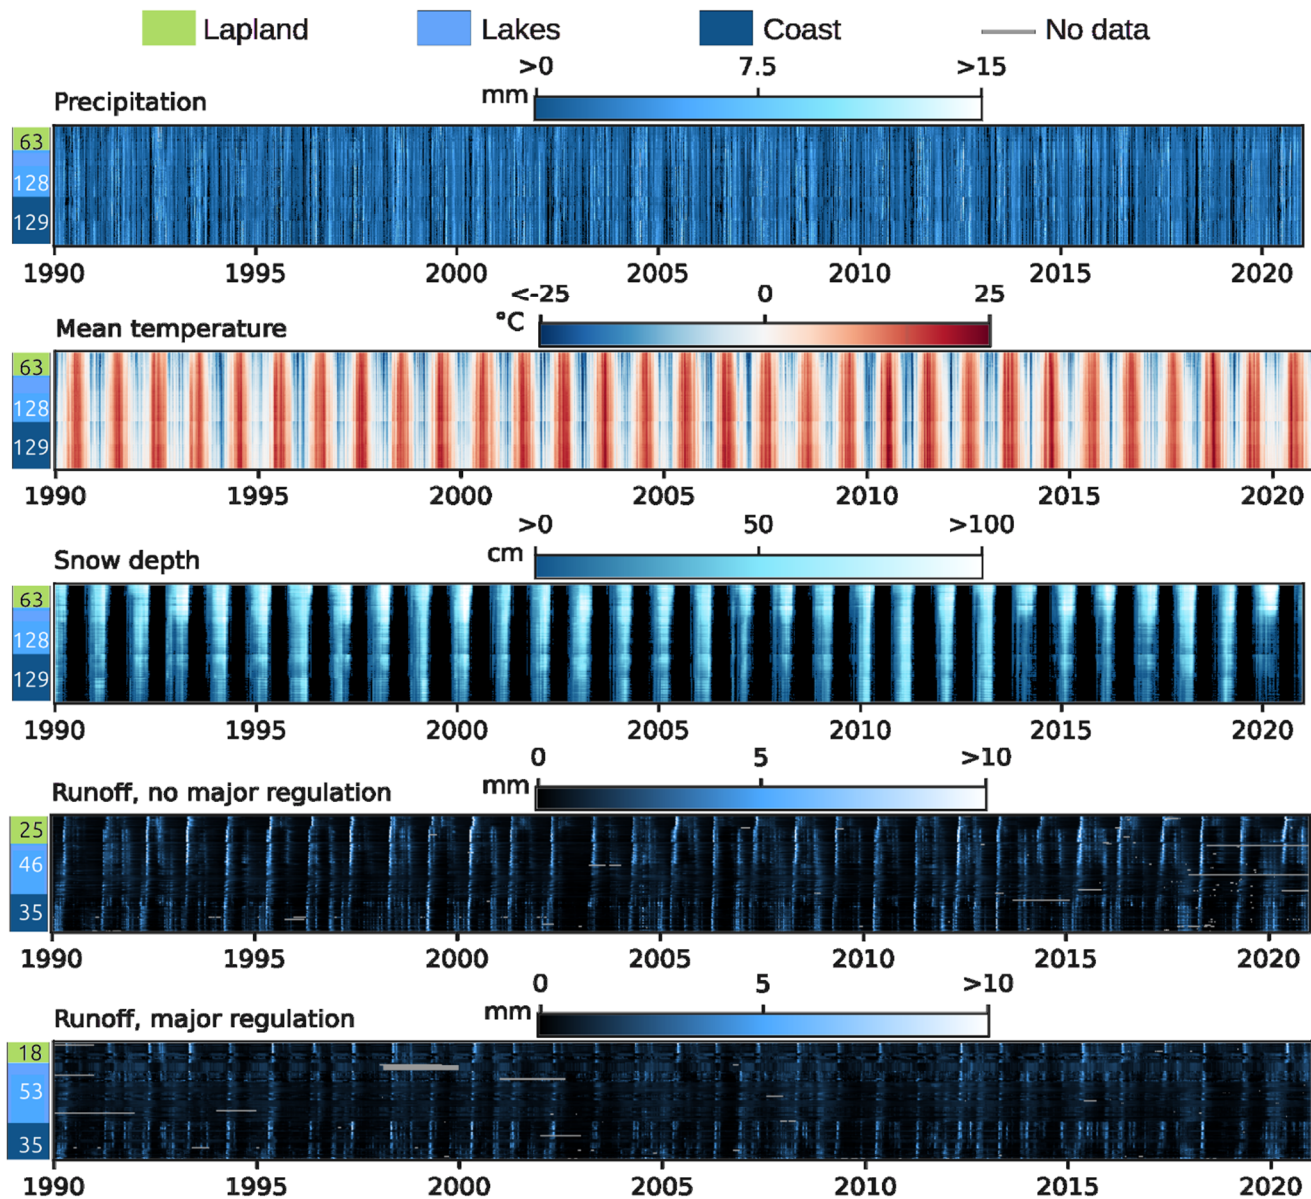 Lapland Lakes Coast No data
>0 7.5 >15
Precipitation mm
63
128
129
1990 1995 2000 2005 2010 2015 2020
<-25 0 25
Mean temperature °C
63
128
129
1990 1995 2000 2005 2010 2015 2020
>0 50 >100
Snow depth cm
63
128
129
1990 1995 2000 2005 2010 2015 2020
0 5 >10
Runoff, no major regulation mm
25
46
35
1990 1995 2000 2005 2010 2015 2020
0 5 >10
Runoff, major regulation mm
18
53
35
1990 1995 2000 2005 2010 2015 2020